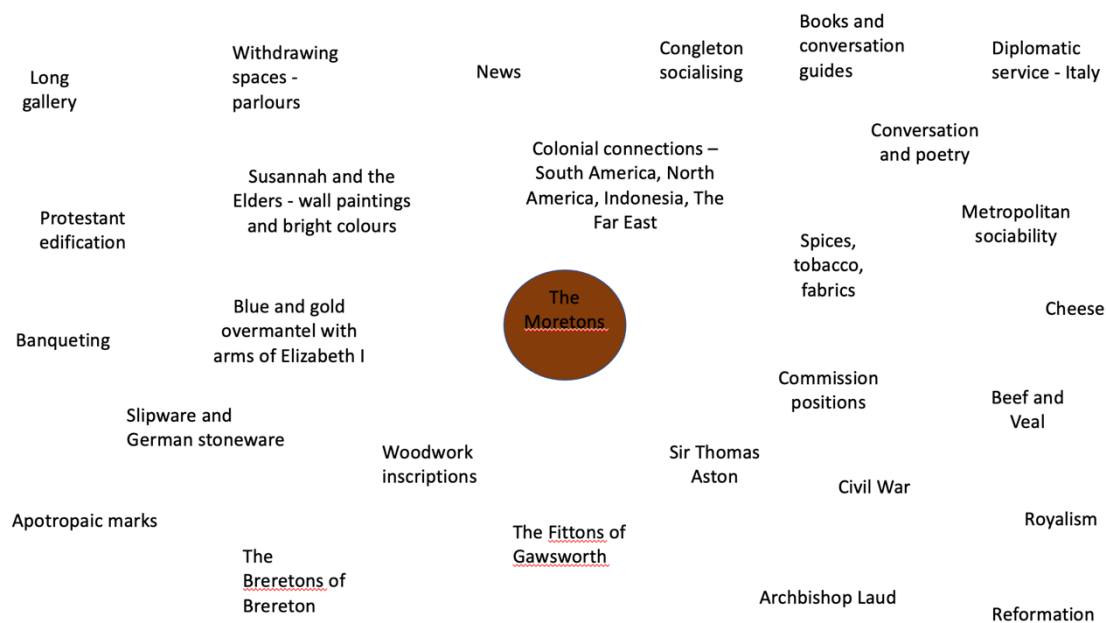 Long
gallery
Withdrawing
spaces -
parlours
News
Congleton
socialising
Books and
conversation
guides
Diplomatic
service - Italy
Conversation
and poetry
Colonial connections –
South America, North
America, Indonesia, The
Far East
Susannah and the
Elders - wall paintings
and bright colours
Protestant
edification
Metropolitan
sociability
Spices,
tobacco,
fabrics
The
Moretons
Cheese
Blue and gold
overmantel with
arms of Elizabeth I
Banqueting
Commission
positions
Beef and
Veal
Slipware and
German stoneware
Woodwork
inscriptions
Sir Thomas
Aston
Civil War
Apotropaic marks
Royalism
The Fittons of
Gawsworth
The
Breretons of
Brereton
Archbishop Laud
Reformation